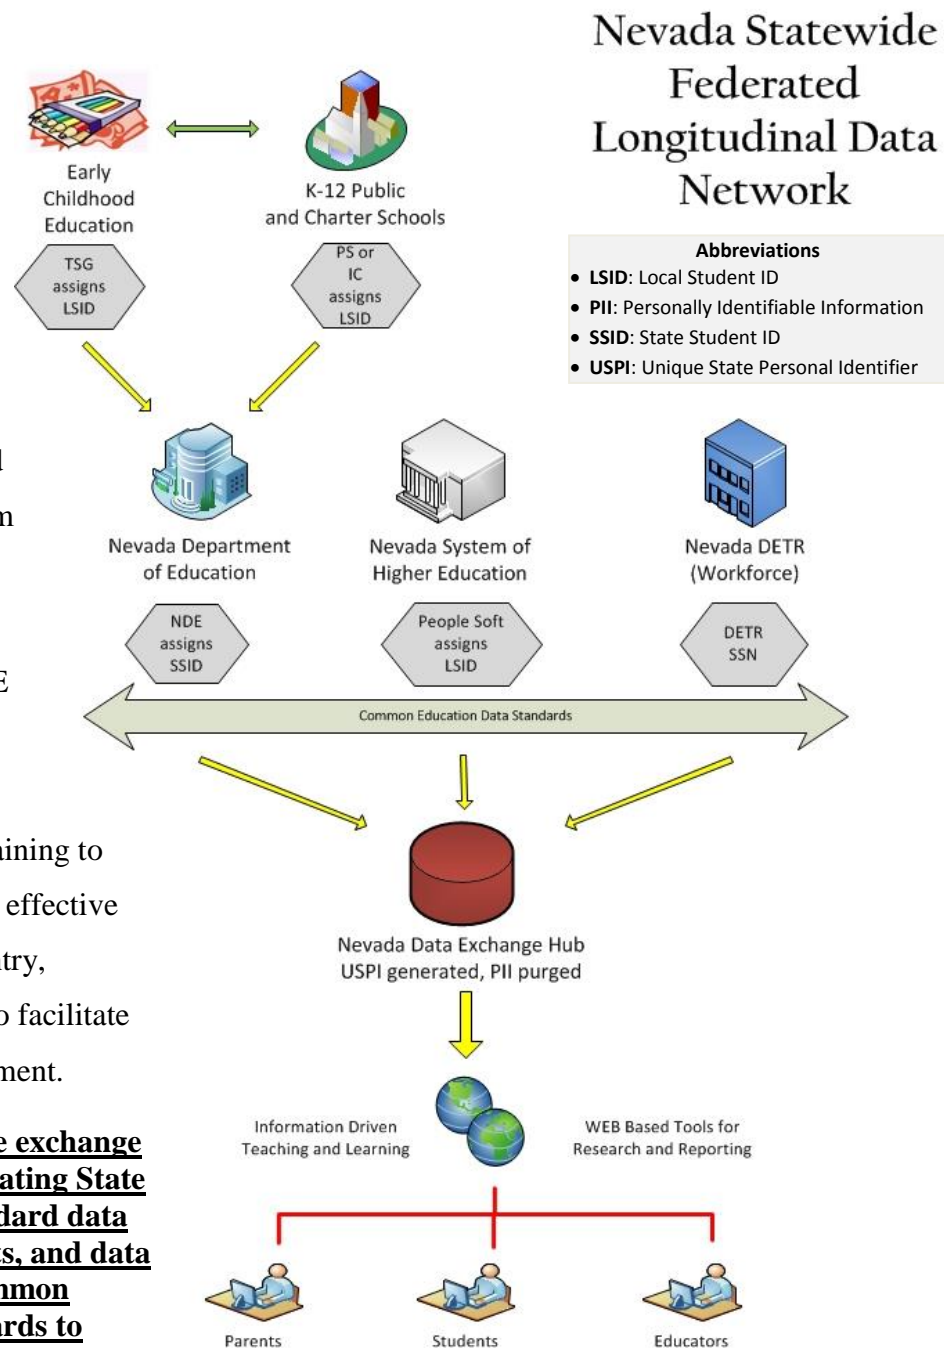 Nevada Statewide
Federated
Longitudinal Data
Network
Abbreviations
• LSID: Local Student ID
• PII: Personally Identifiable Information
• SSID: State Student ID
• USPI: Unique State Personal Identifier
Early
Childhood
Education
K-12 Public
and Charter Schools
TSG
assigns
LSID
PS or
IC
assigns
LSID
Nevada Department
of Education
Nevada System of
Higher Education
Nevada DETR
(Workforce)
NDE
assigns
SSID
People Soft
assigns
LSID
DETR
SSN
Common Education Data Standards
Nevada Data Exchange Hub
USPI generated, PII purged
Information Driven
Teaching and Learning
WEB Based Tools for
Research and Reporting
Parents
Students
Educators
E
aining to
effective
ntry,
o facilitate
ment.
e exchange
ating State
dard data
ts, and data
mmon
ards to